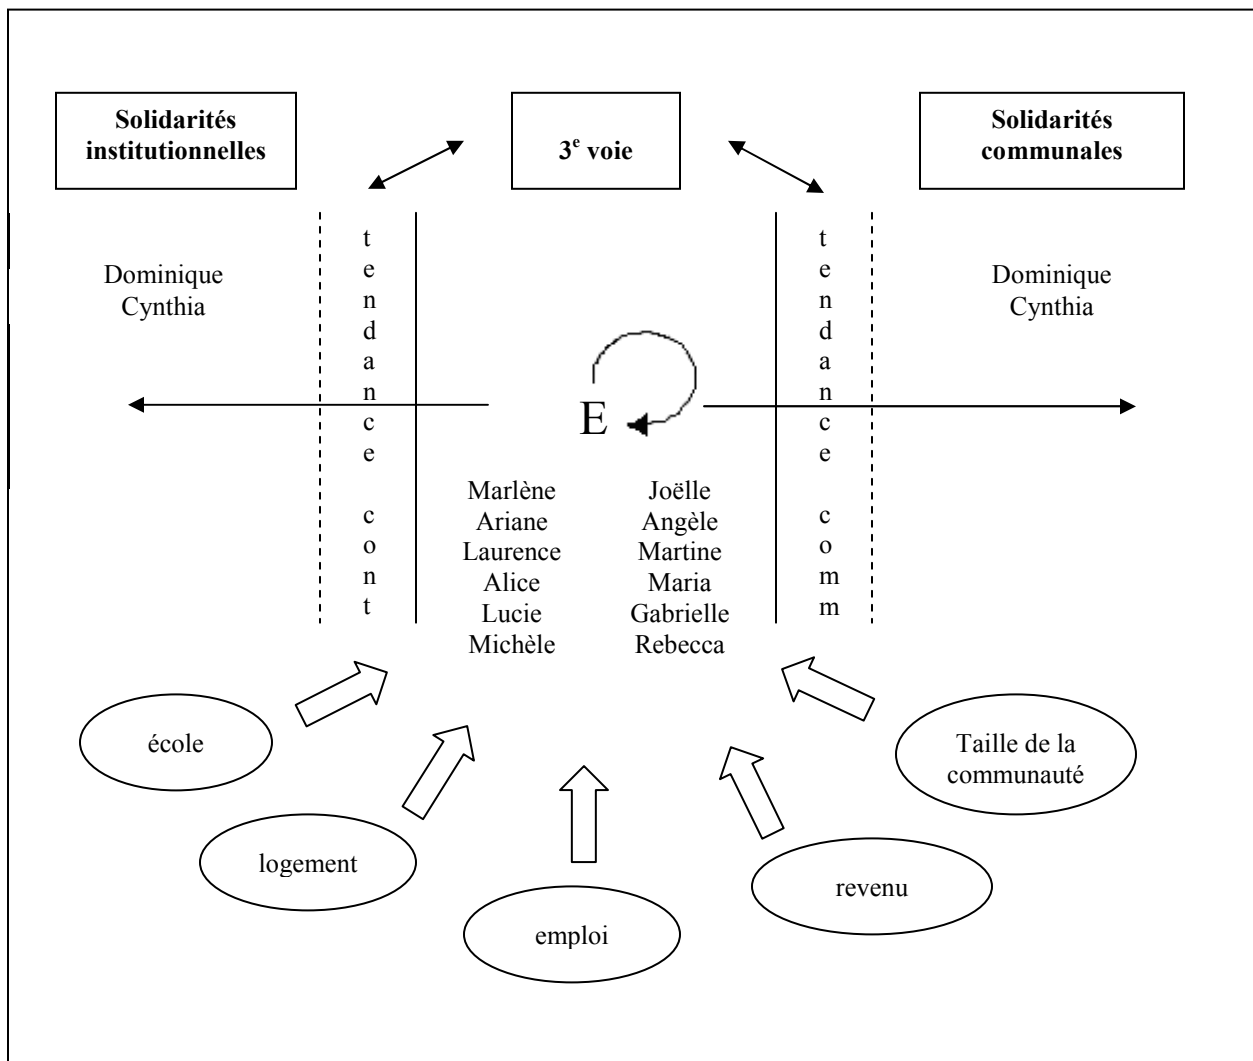 Solidarités
institutionnelles
3e voie
Solidarités
communales
Dominique
Cynthia
tendance cont
E
tendance comm
Dominique
Cynthia
Marlène
Ariane
Laurence
Alice
Lucie
Michèle
Joëlle
Angèle
Martine
Maria
Gabrielle
Rebecca
école
logement
emploi
revenu
Taille de la
communauté